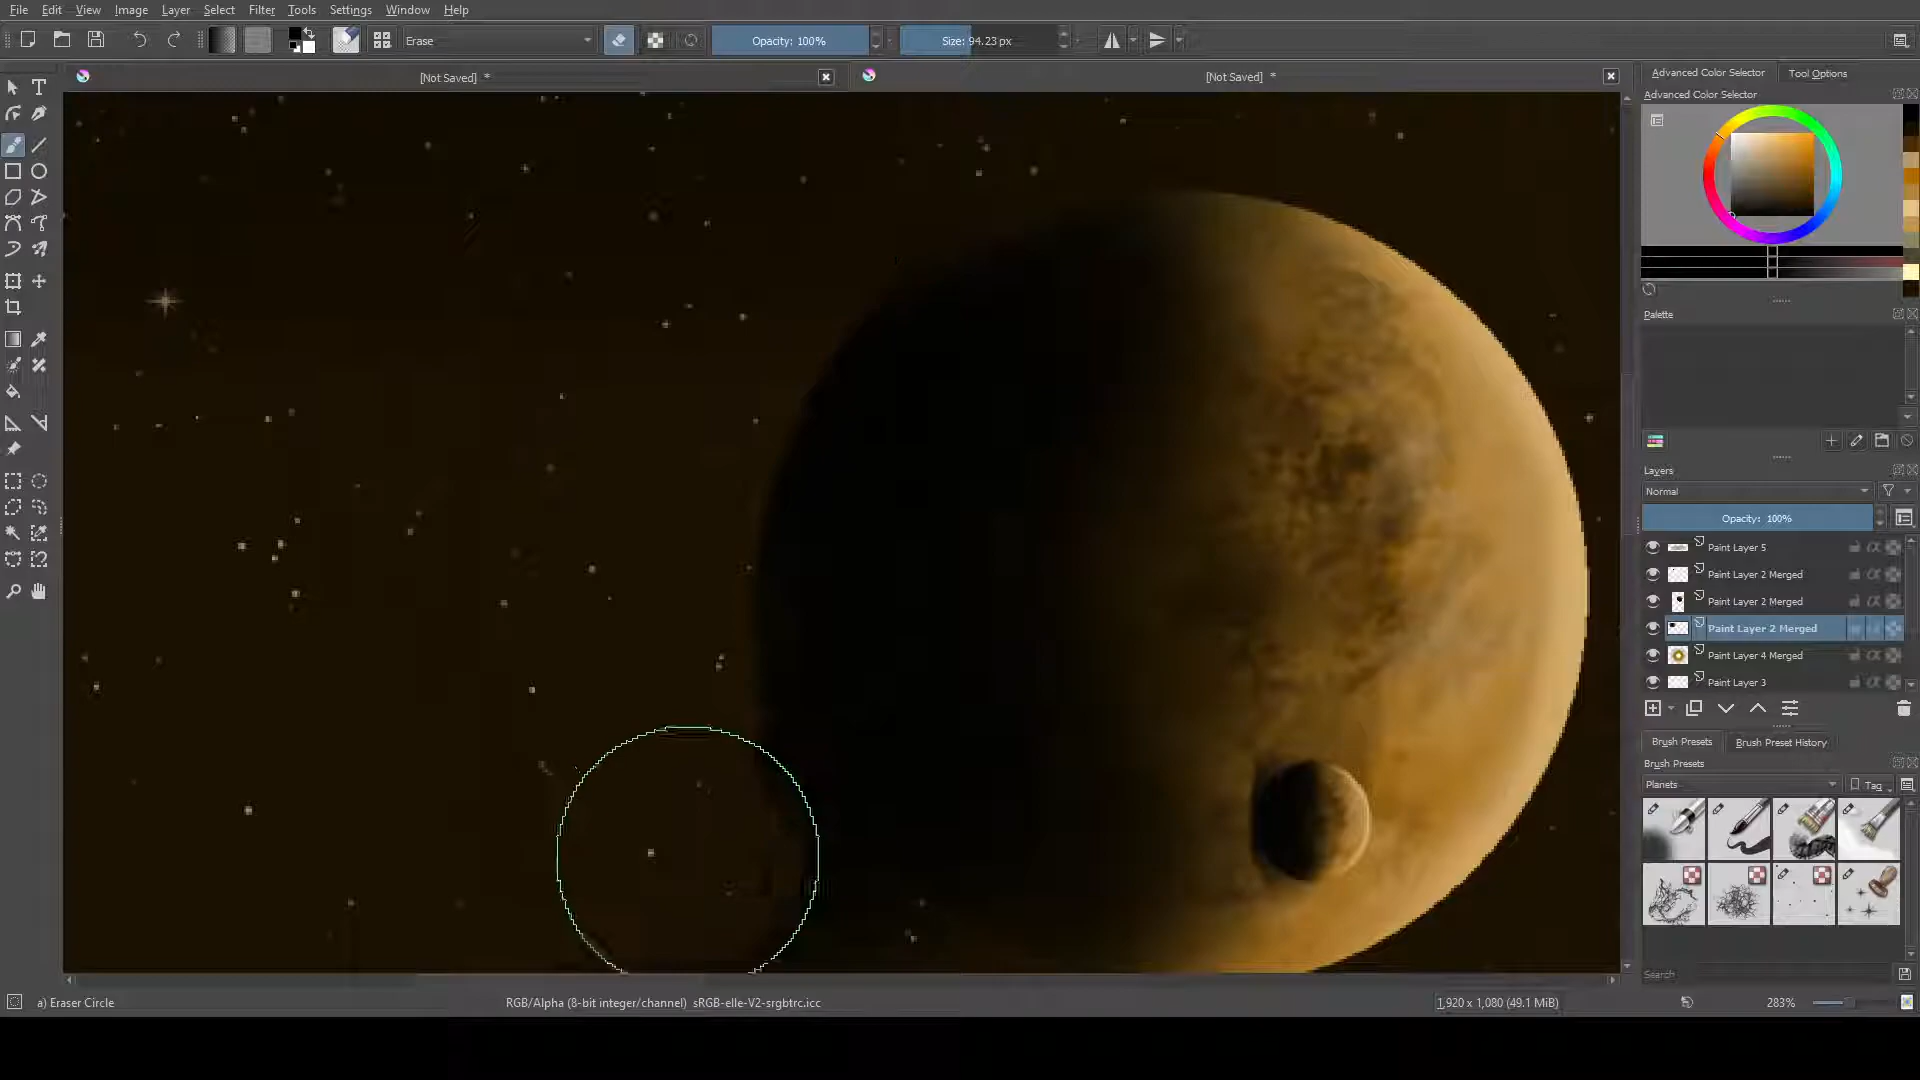 File Edit View Image Layer Select Filter Tools Settings Window Help
Erase
Opacity: 100%
Size: 94.23 px
[Not Saved] *
[Not Saved] *
Advanced Color Selector
Tool Options
Advanced Color Selector
Palette
Layers
Normal
Opacity: 100%
Paint Layer 5
Paint Layer 2 Merged
Paint Layer 2 Merged
Paint Layer 2 Merged
Paint Layer 4 Merged
Paint Layer 3
Brush Presets
Brush Preset History
Brush Presets
Planets
Tag
Search
a) Eraser Circle
RGB/Alpha (8-bit integer/channel) sRGB-elle-V2-srgbtrc.icc
1,920 x 1,080 (49.1 MiB)
283%